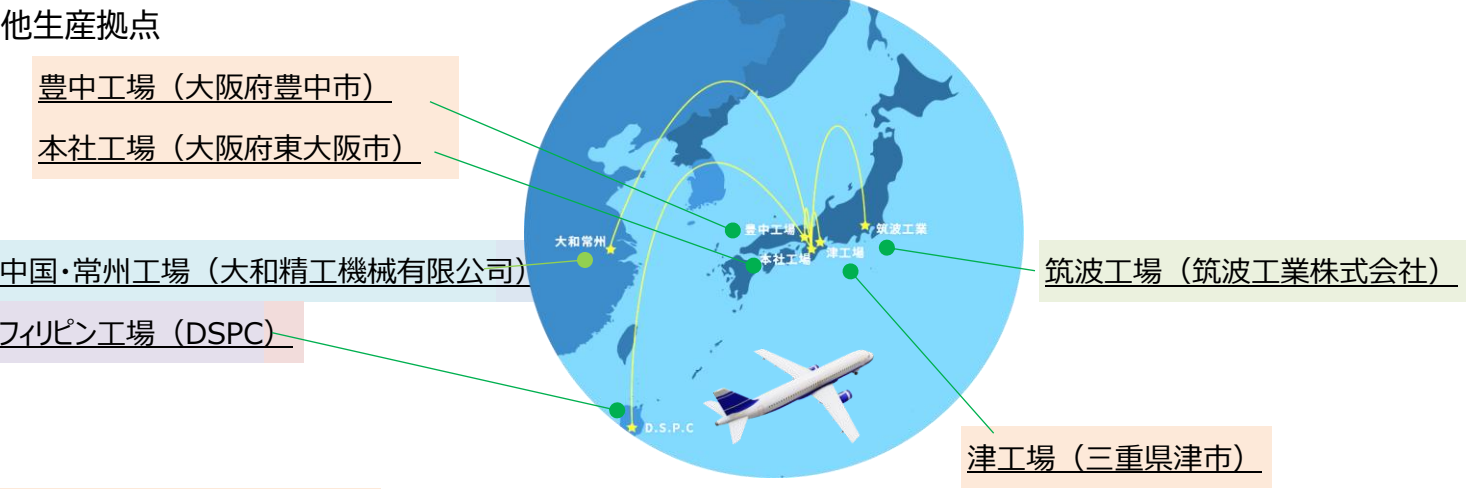 他生産拠点
豊中工場（大阪府豊中市）
本社工場（大阪府東大阪市）
中国・常州工場（大和精工機械有限公司）
フィリピン工場（DSPC）
大和常州
豊中工場
本社工場
津工場
筑波工業
D.S.P.C
筑波工場（筑波工業株式会社）
津工場（三重県津市）